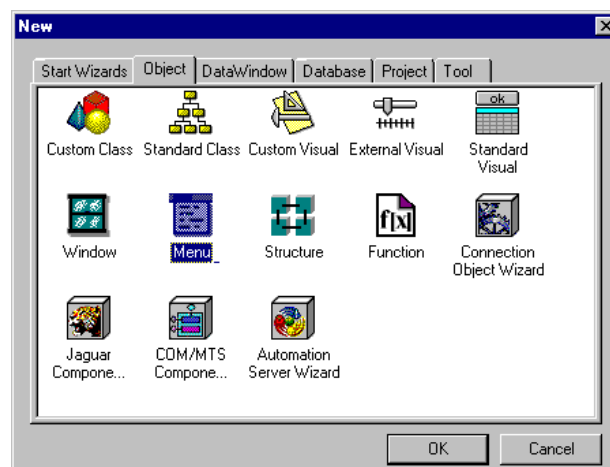 New
Start Wizards Object DataWindow Database Project Tool
ok
Custom Class Standard Class Custom Visual External Visual Standard
Visual
f[x]
Window Menu Structure Function Connection
Object Wizard
Jaguar COM/MTS Automation
Compone... Compone... Server Wizard
OK Cancel